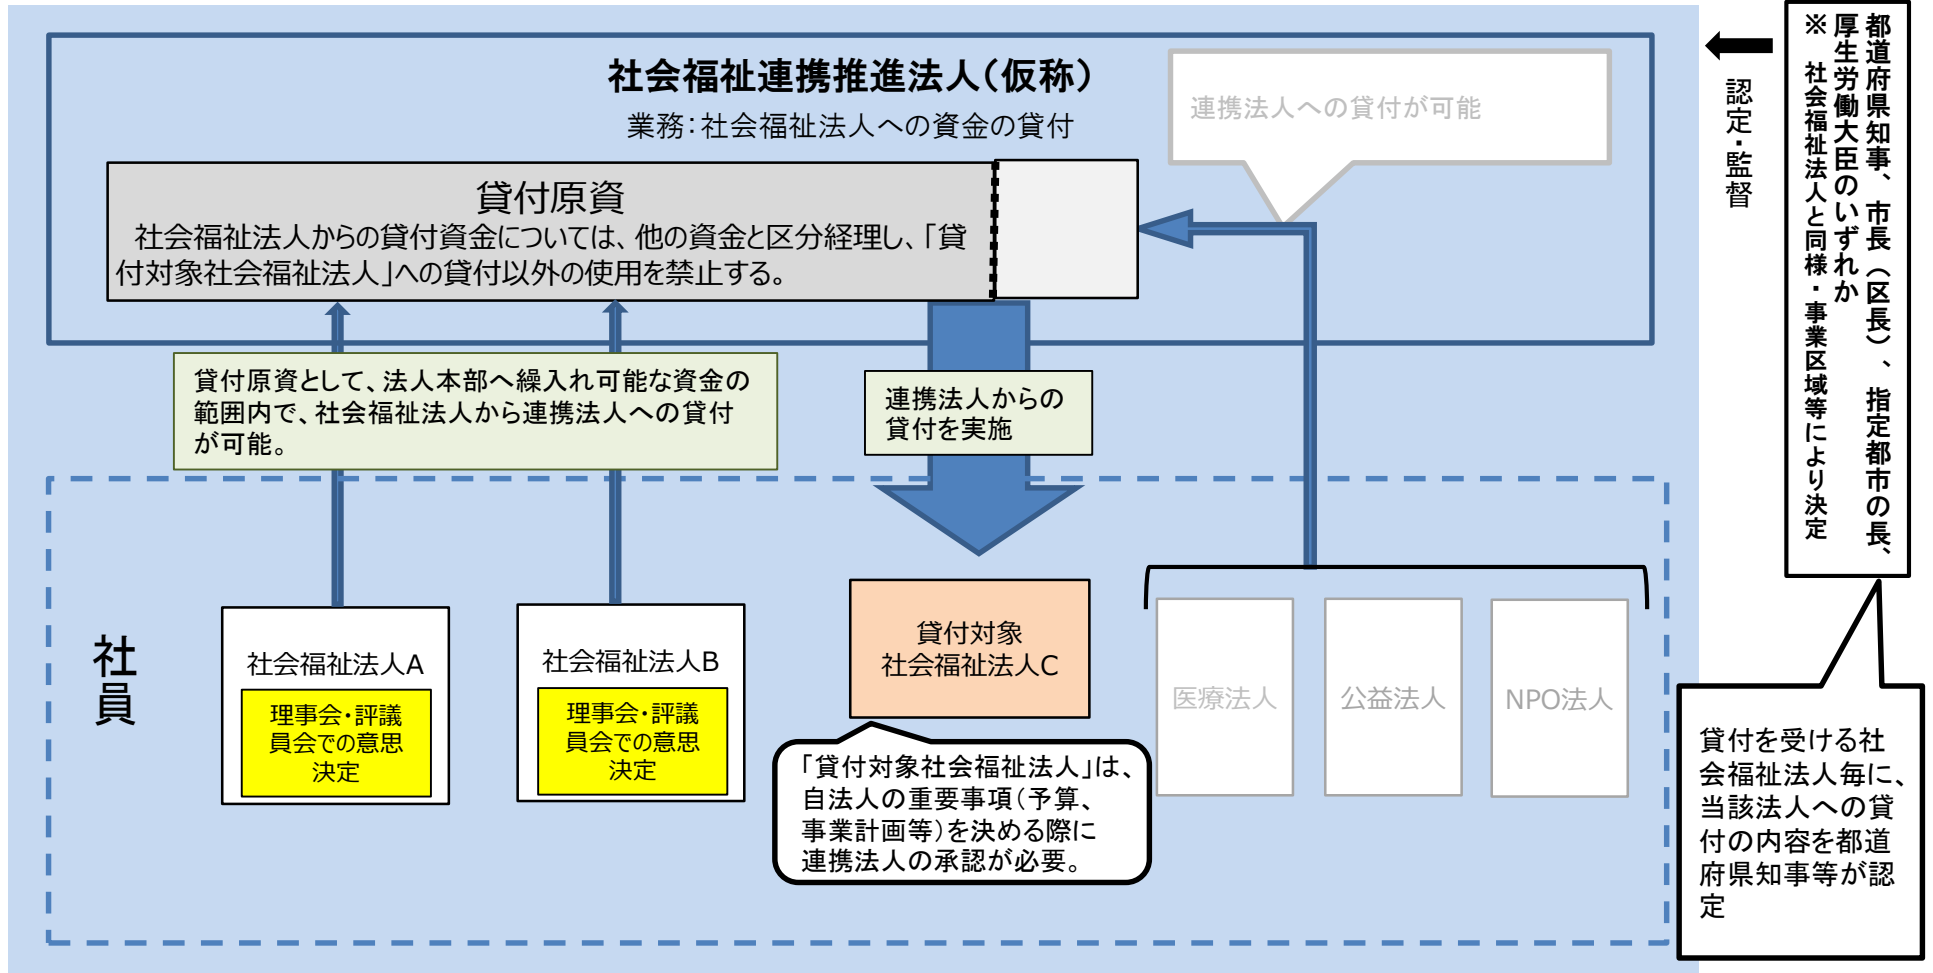 社会福祉連携推進法人（仮称）
業務：社会福祉法人への資金の貸付
連携法人への貸付が可能
貸付原資
社会福祉法人からの貸付資金については、他の資金と区分経理し、「貸
付対象社会福祉法人」への貸付以外の使用を禁止する。
貸付原資として、法人本部へ繰入れ可能な資金の
範囲内で、社会福祉法人から連携法人への貸付
が可能。
連携法人からの
貸付を実施
社員
社会福祉法人A
理事会・評議
員会での意思
決定
社会福祉法人B
理事会・評議
員会での意思
決定
貸付対象
社会福祉法人C
「貸付対象社会福祉法人」は、
自法人の重要事項（予算、
事業計画等）を決める際に
連携法人の承認が必要。
医療法人
公益法人
NPO法人
認定・監督
都道府県知事、市長（区長）、指定都市の長、
厚生労働大臣のいずれか
※　社会福祉法人と同様・事業区域等により決定
貸付を受ける社
会福祉法人毎に、
当該法人への貸
付の内容を都道
府県知事等が認
定